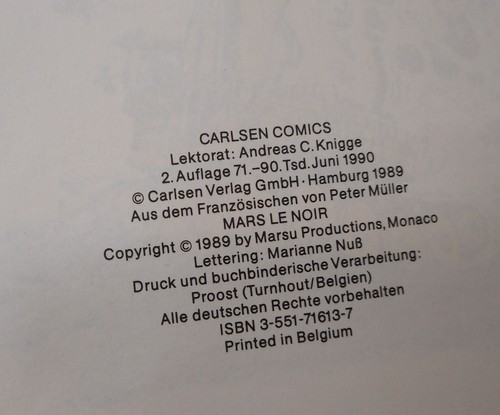 CARLSEN COMICS
Lektorat: Andreas C. Knigge
2. Auflage 71.–90. Tsd. Juni 1990
© Carlsen Verlag GmbH · Hamburg 1989
Aus dem Französischen von Peter Müller
MARS LE NOIR
Copyright © 1989 by Marsu Productions, Monaco
Lettering: Marianne Nuß
Druck und buchbinderische Verarbeitung:
Proost (Turnhout/Belgien)
Alle deutschen Rechte vorbehalten
ISBN 3-551-71613-7
Printed in Belgium